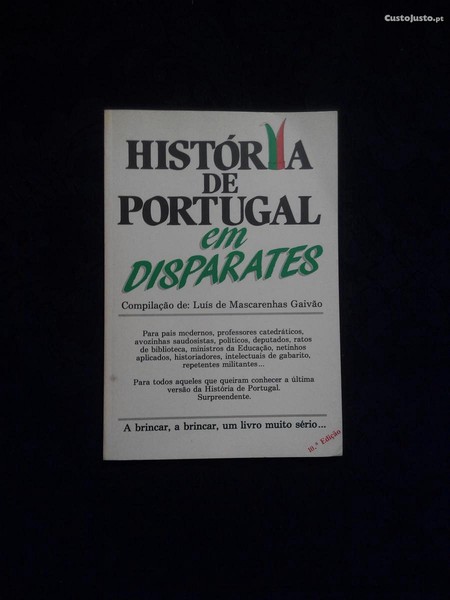 CustoJusto.pt
HISTÓRIA
DE
PORTUGAL
em
DISPARATES
Compilação de: Luís de Mascarenhas Gaivão
Para pais modernos, professores catedráticos,
avozinhas saudosistas, políticos, deputados, ratos
de biblioteca, ministros da Educação, netinhos
aplicados, historiadores, intelectuais de gabarito,
repetentes militantes...
Para todos aqueles que queiram conhecer a última
versão da História de Portugal.
Surpreendente.
A brincar, a brincar, um livro muito sério...
10.ª Edição